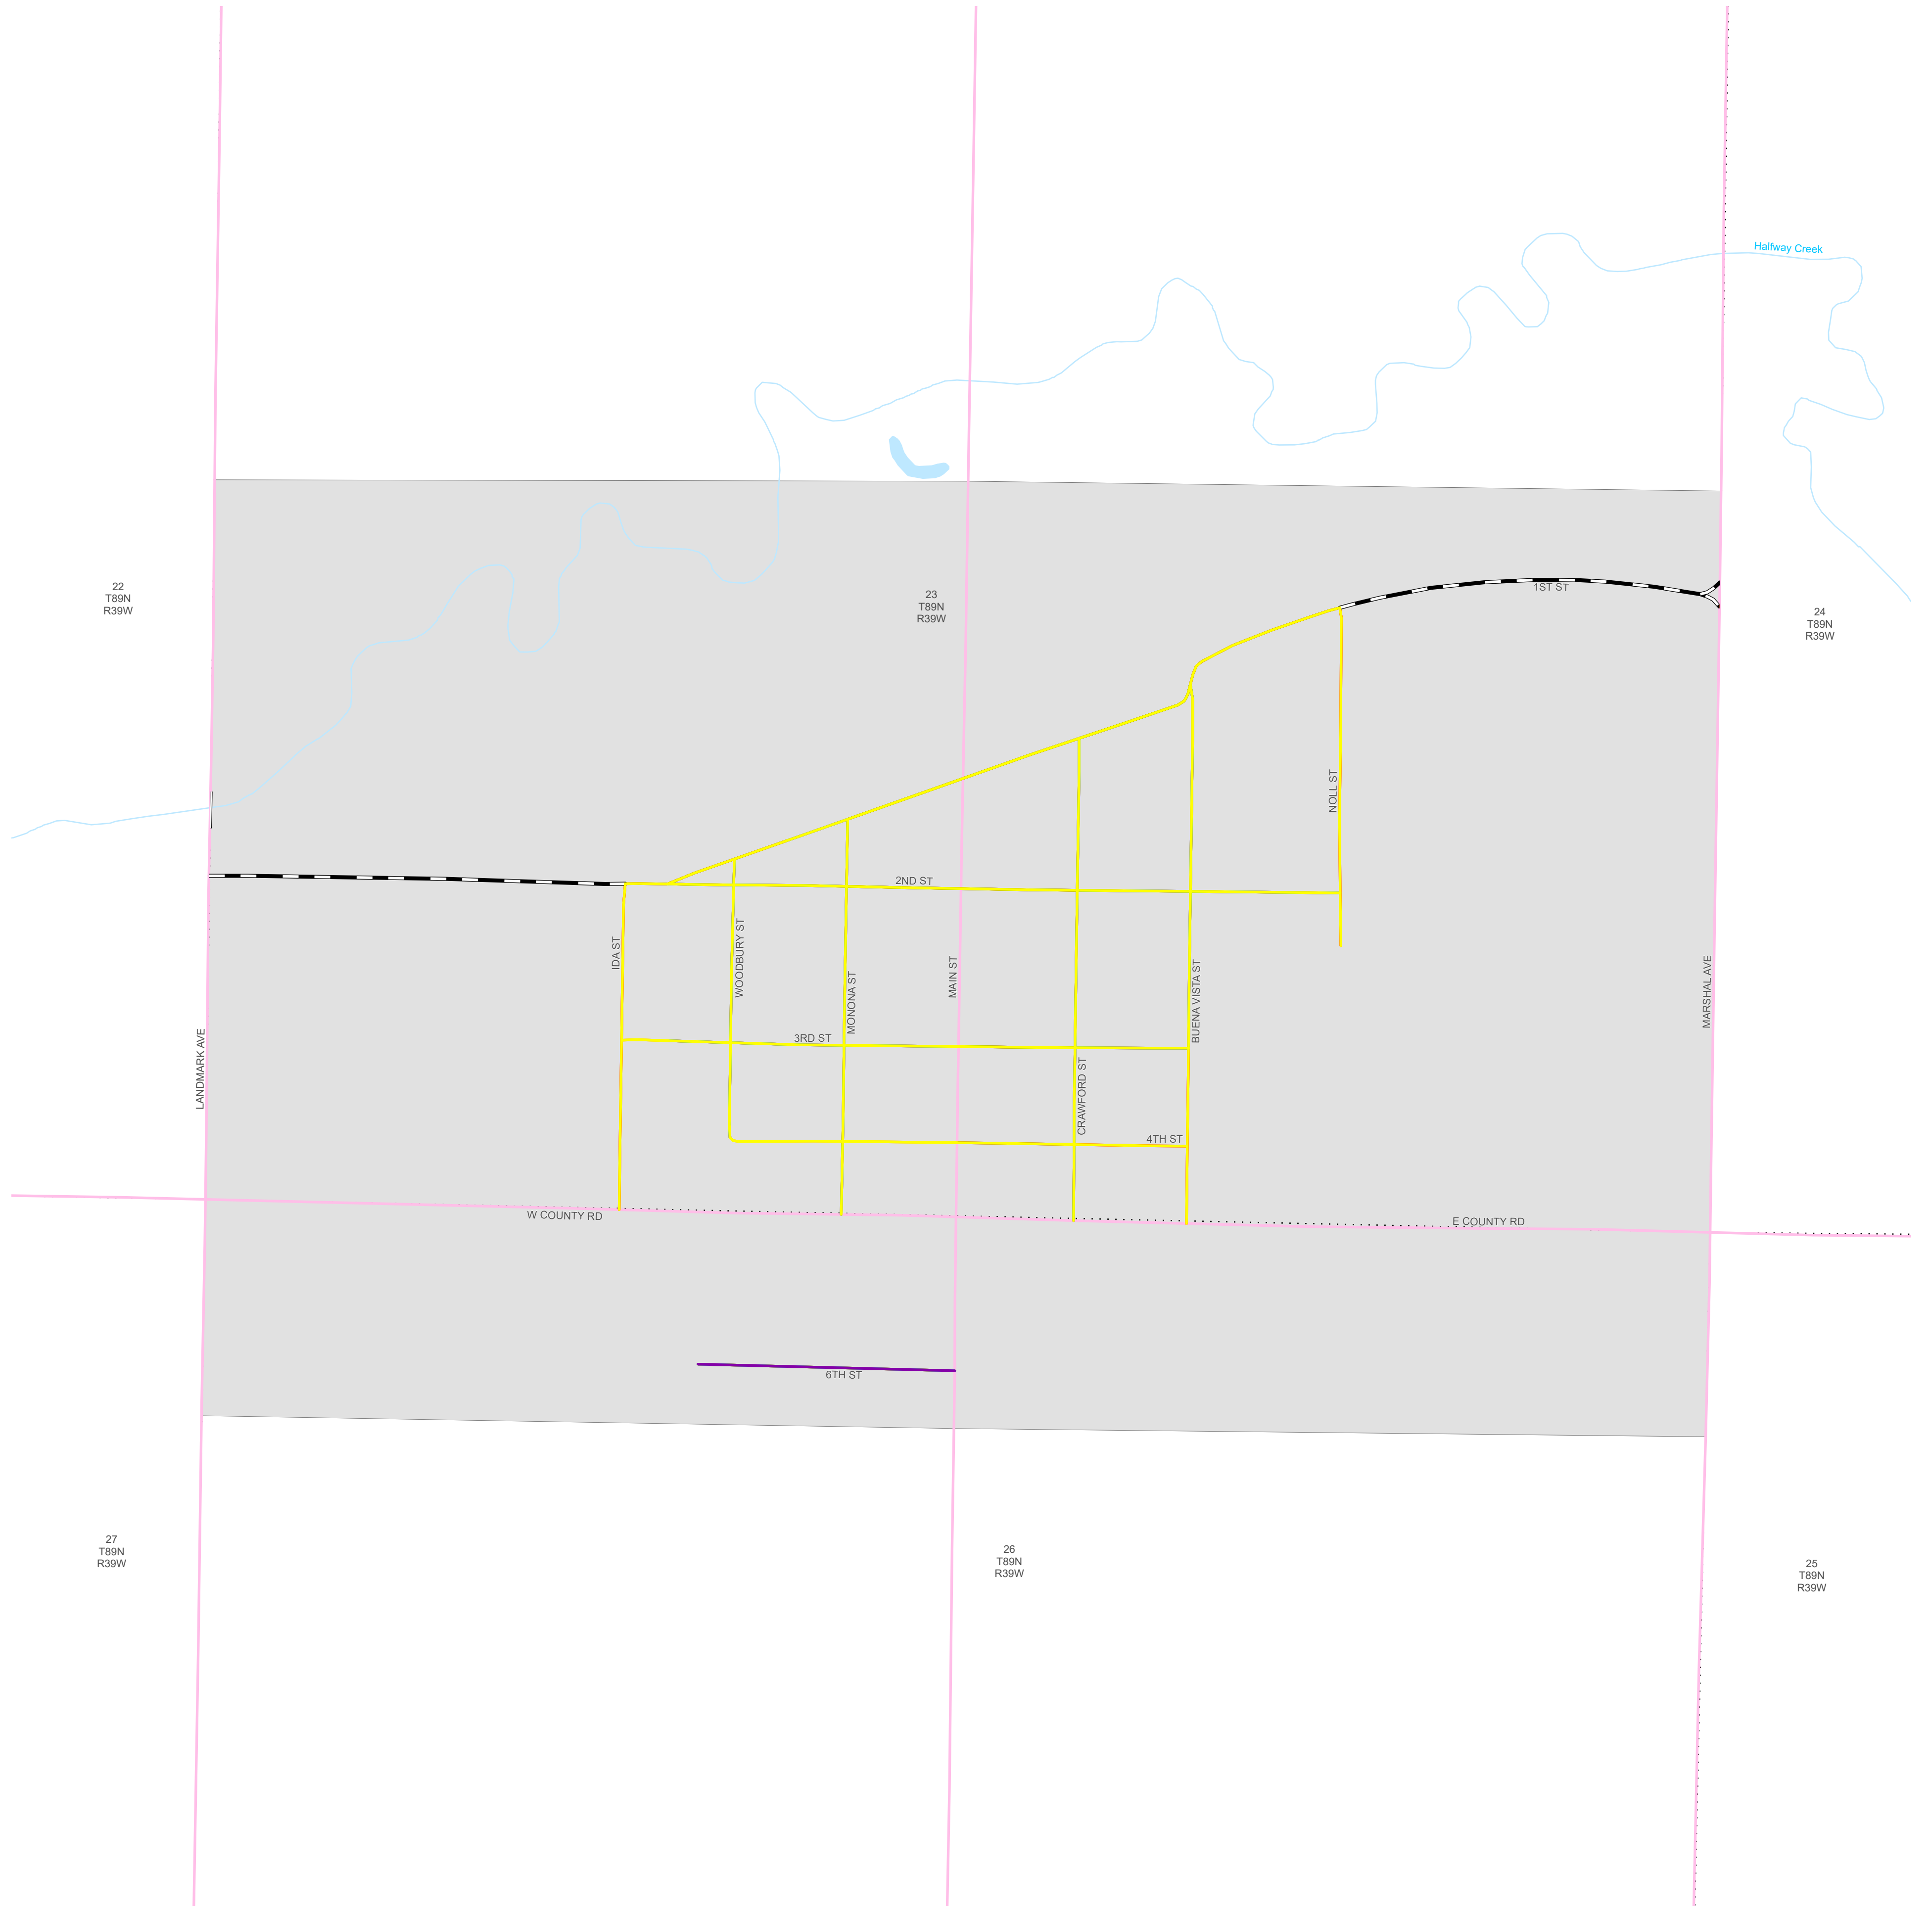 Halfway Creek
22
T89N
R39W
23
T89N
R39W
1ST ST
24
T89N
R39W
NOLL ST
2ND ST
IDA ST
WOODBURY ST
MONONA ST
MAIN ST
BUENA VISTA ST
MARSHAL AVE
LANDMARK AVE
3RD ST
CRAWFORD ST
4TH ST
W COUNTY RD
E COUNTY RD
6TH ST
27
T89N
R39W
26
T89N
R39W
25
T89N
R39W